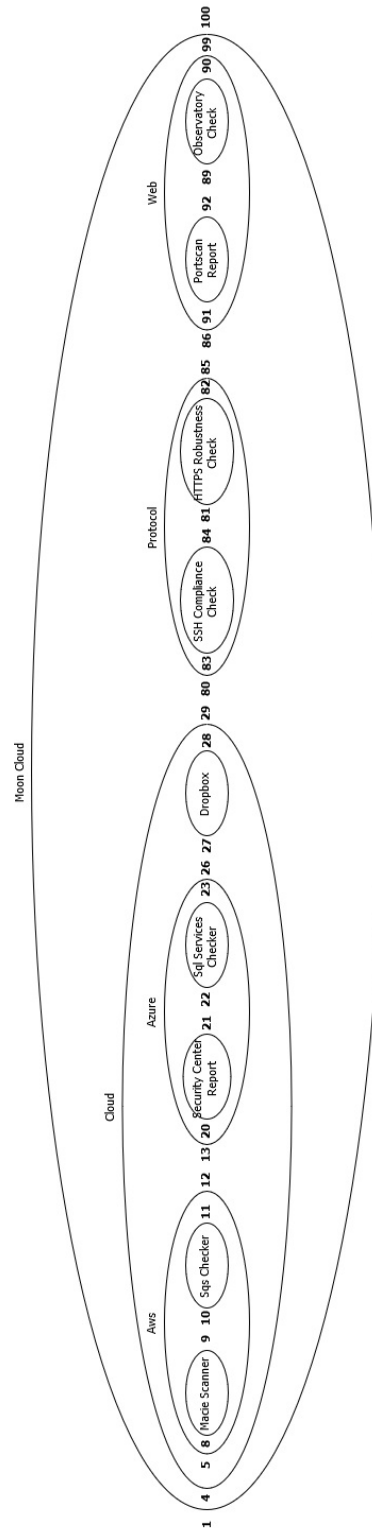 Moon Cloud
Cloud
Aws
Azure
Protocol
Web
1
4
5
8
Macie Scanner
9
10
Sqs Checker
11
12
13
20
Security Center
Report
21
22
Sql Services
Checker
23
26
27
Dropbox
28
29
80
83
SSH Compliance
Check
84
81
HTTPS Robustness
Check
82
85
86
91
Portscan
Report
92
89
Observatory
Check
90
99
100